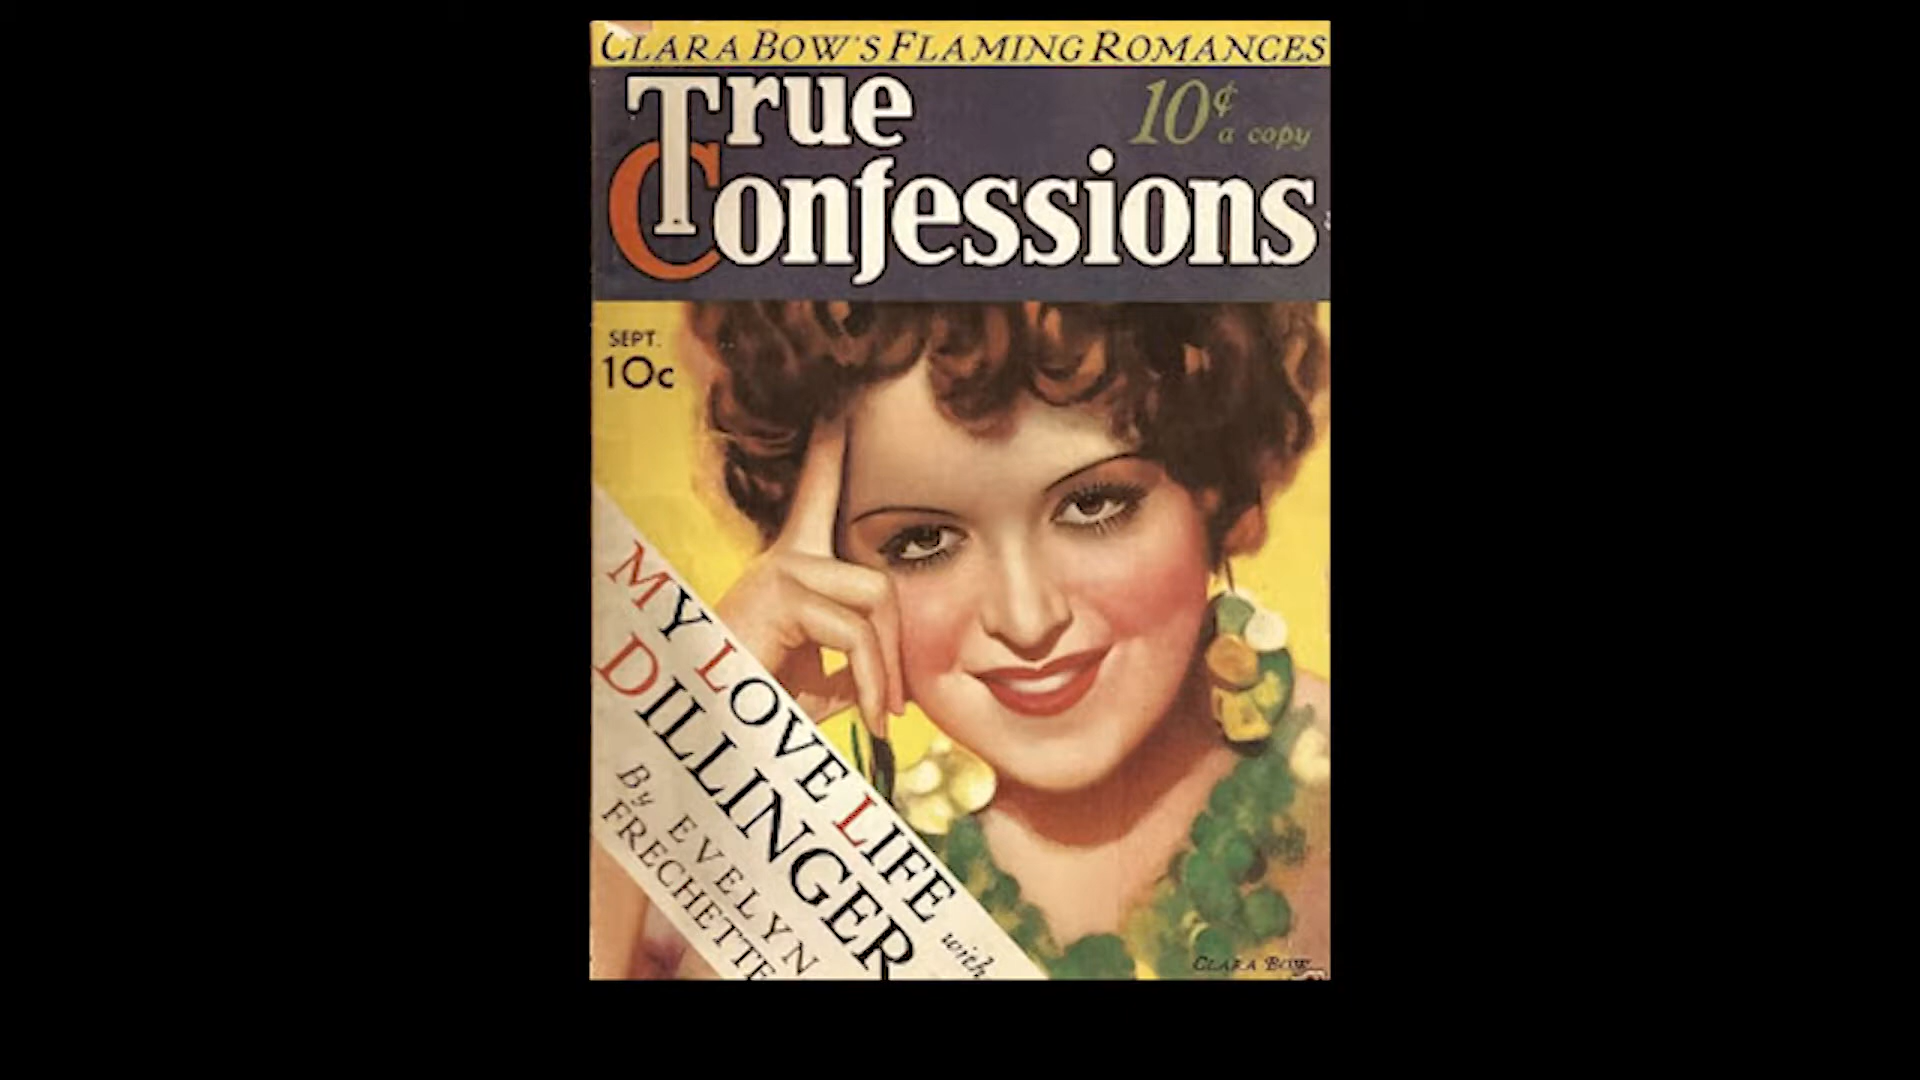 CLARA BOW'S FLAMING ROMANCES
True
Confessions
10¢
a copy
SEPT.
10c
MY LOVE LIFE with
DILLINGER
By EVELYN
FRECHETTE
CLARA BOW